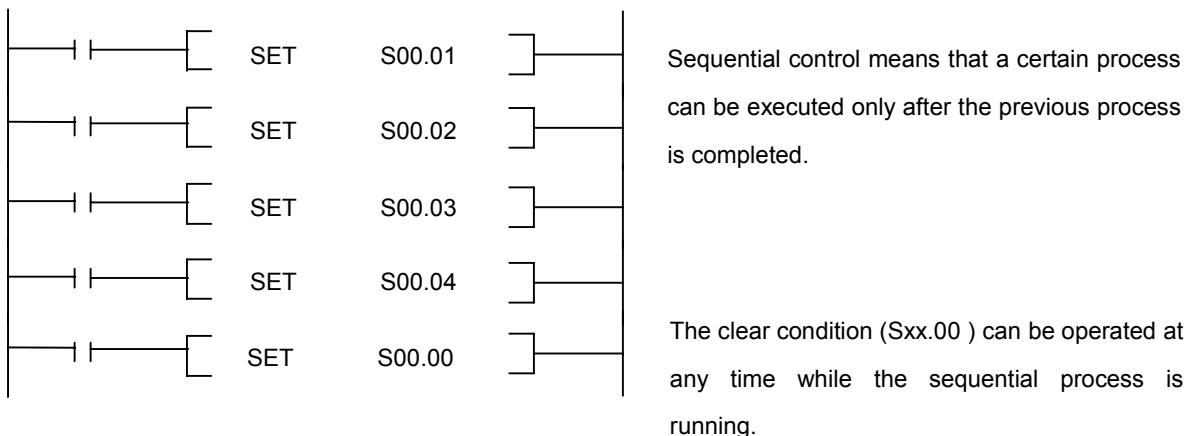 SET S00.01
SET S00.02
SET S00.03
SET S00.04
SET S00.00
Sequential control means that a certain process
can be executed only after the previous process
is completed.
The clear condition (Sxx.00 ) can be operated at
any time while the sequential process is
running.